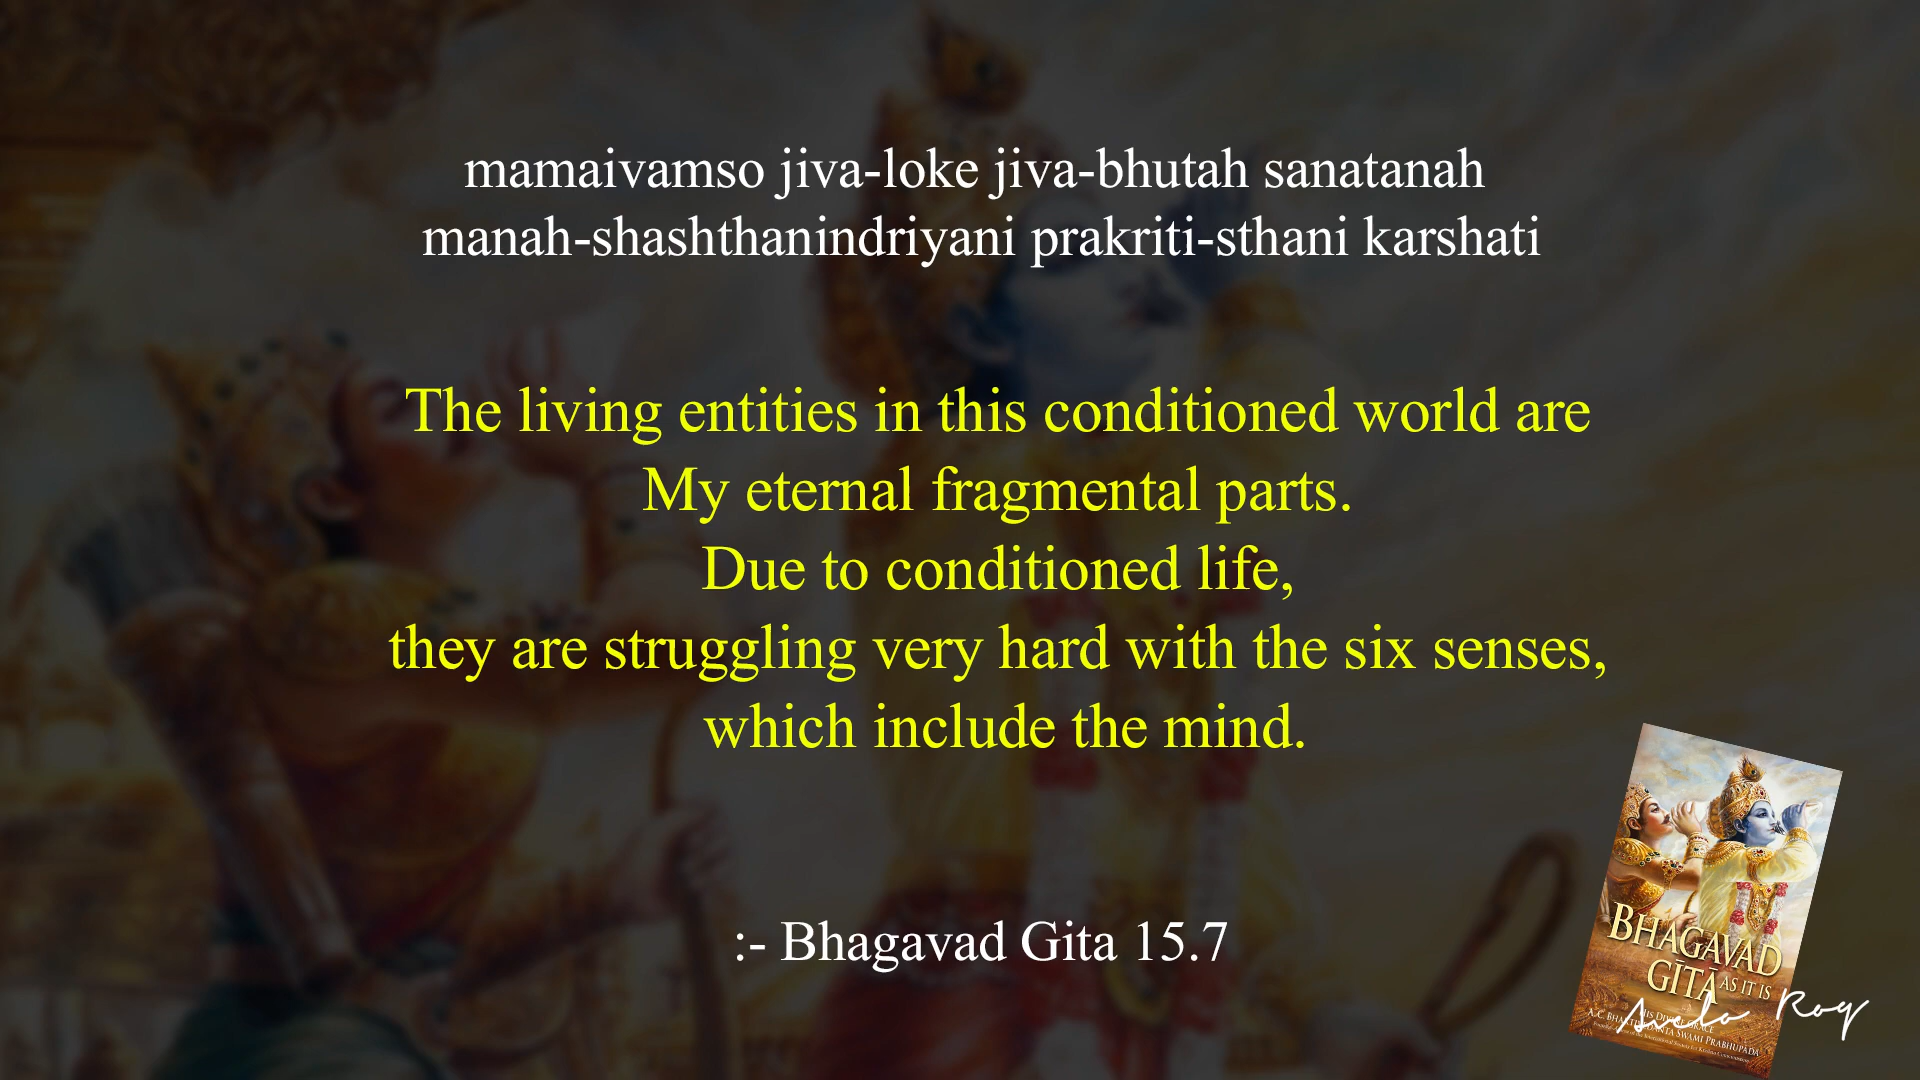 mamaivamso jiva-loke jiva-bhutah sanatanah
manah-shashthanindriyani prakriti-sthani karshati
The living entities in this conditioned world are
My eternal fragmental parts.
Due to conditioned life,
they are struggling very hard with the six senses,
which include the mind.
:- Bhagavad Gita 15.7
BHAGAVAD
GĪTĀ AS IT IS
Roy